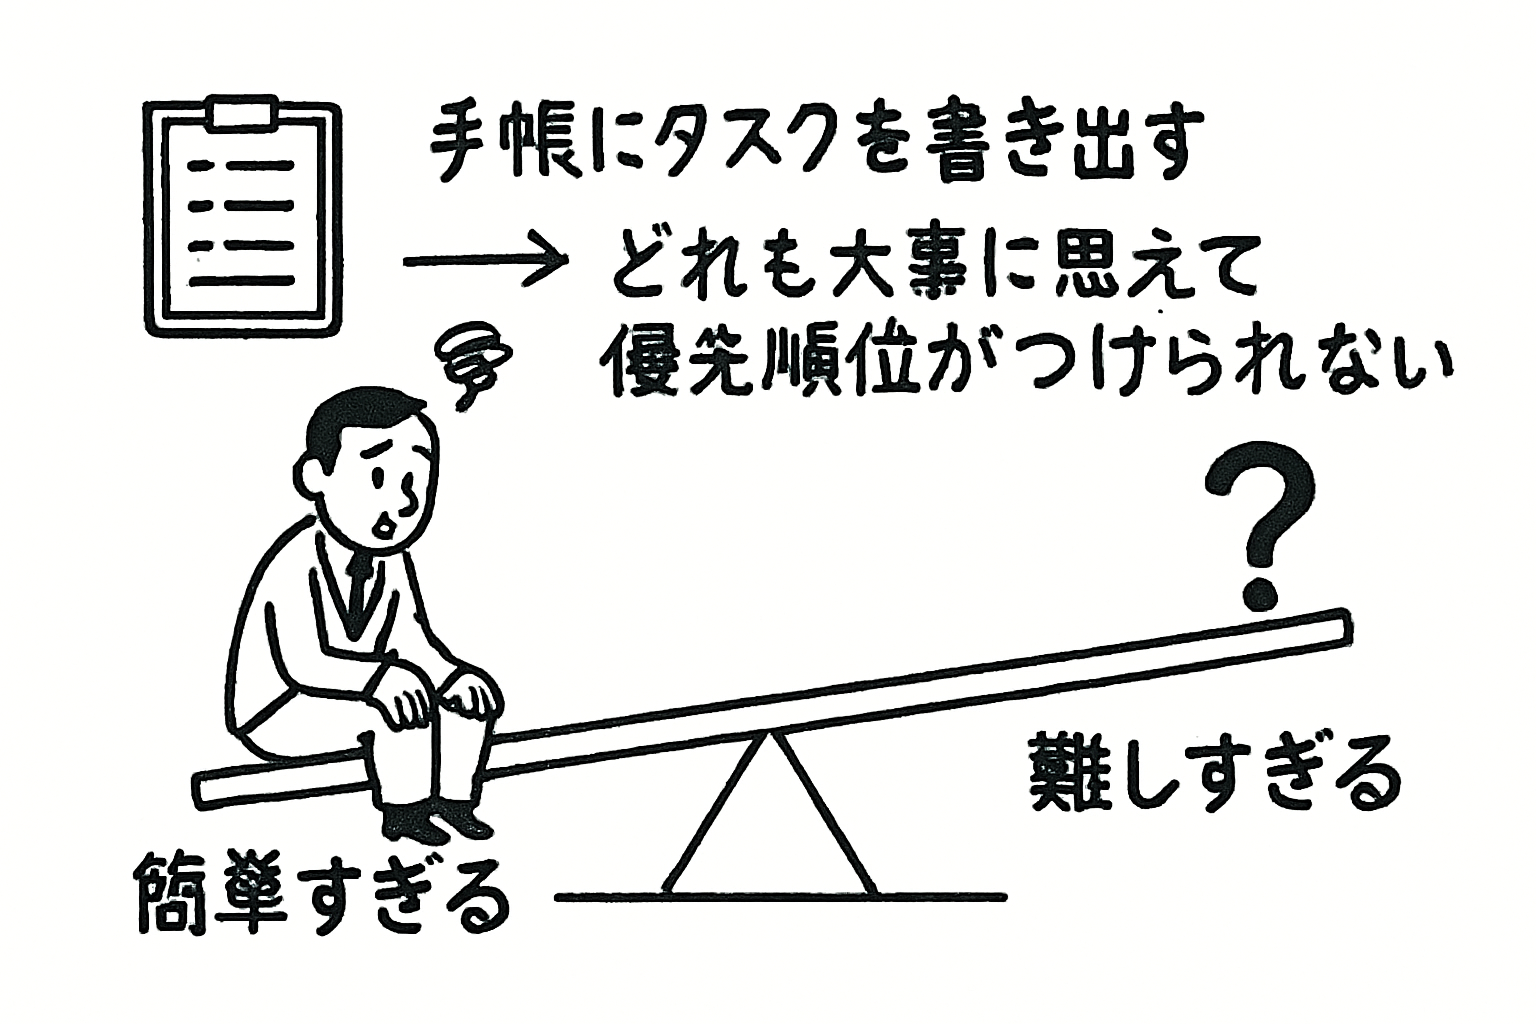 手帳にタスクを書き出す
→ どれも大事に思えて
優先順位がつけられない
?
難しすぎる
簡単すぎる